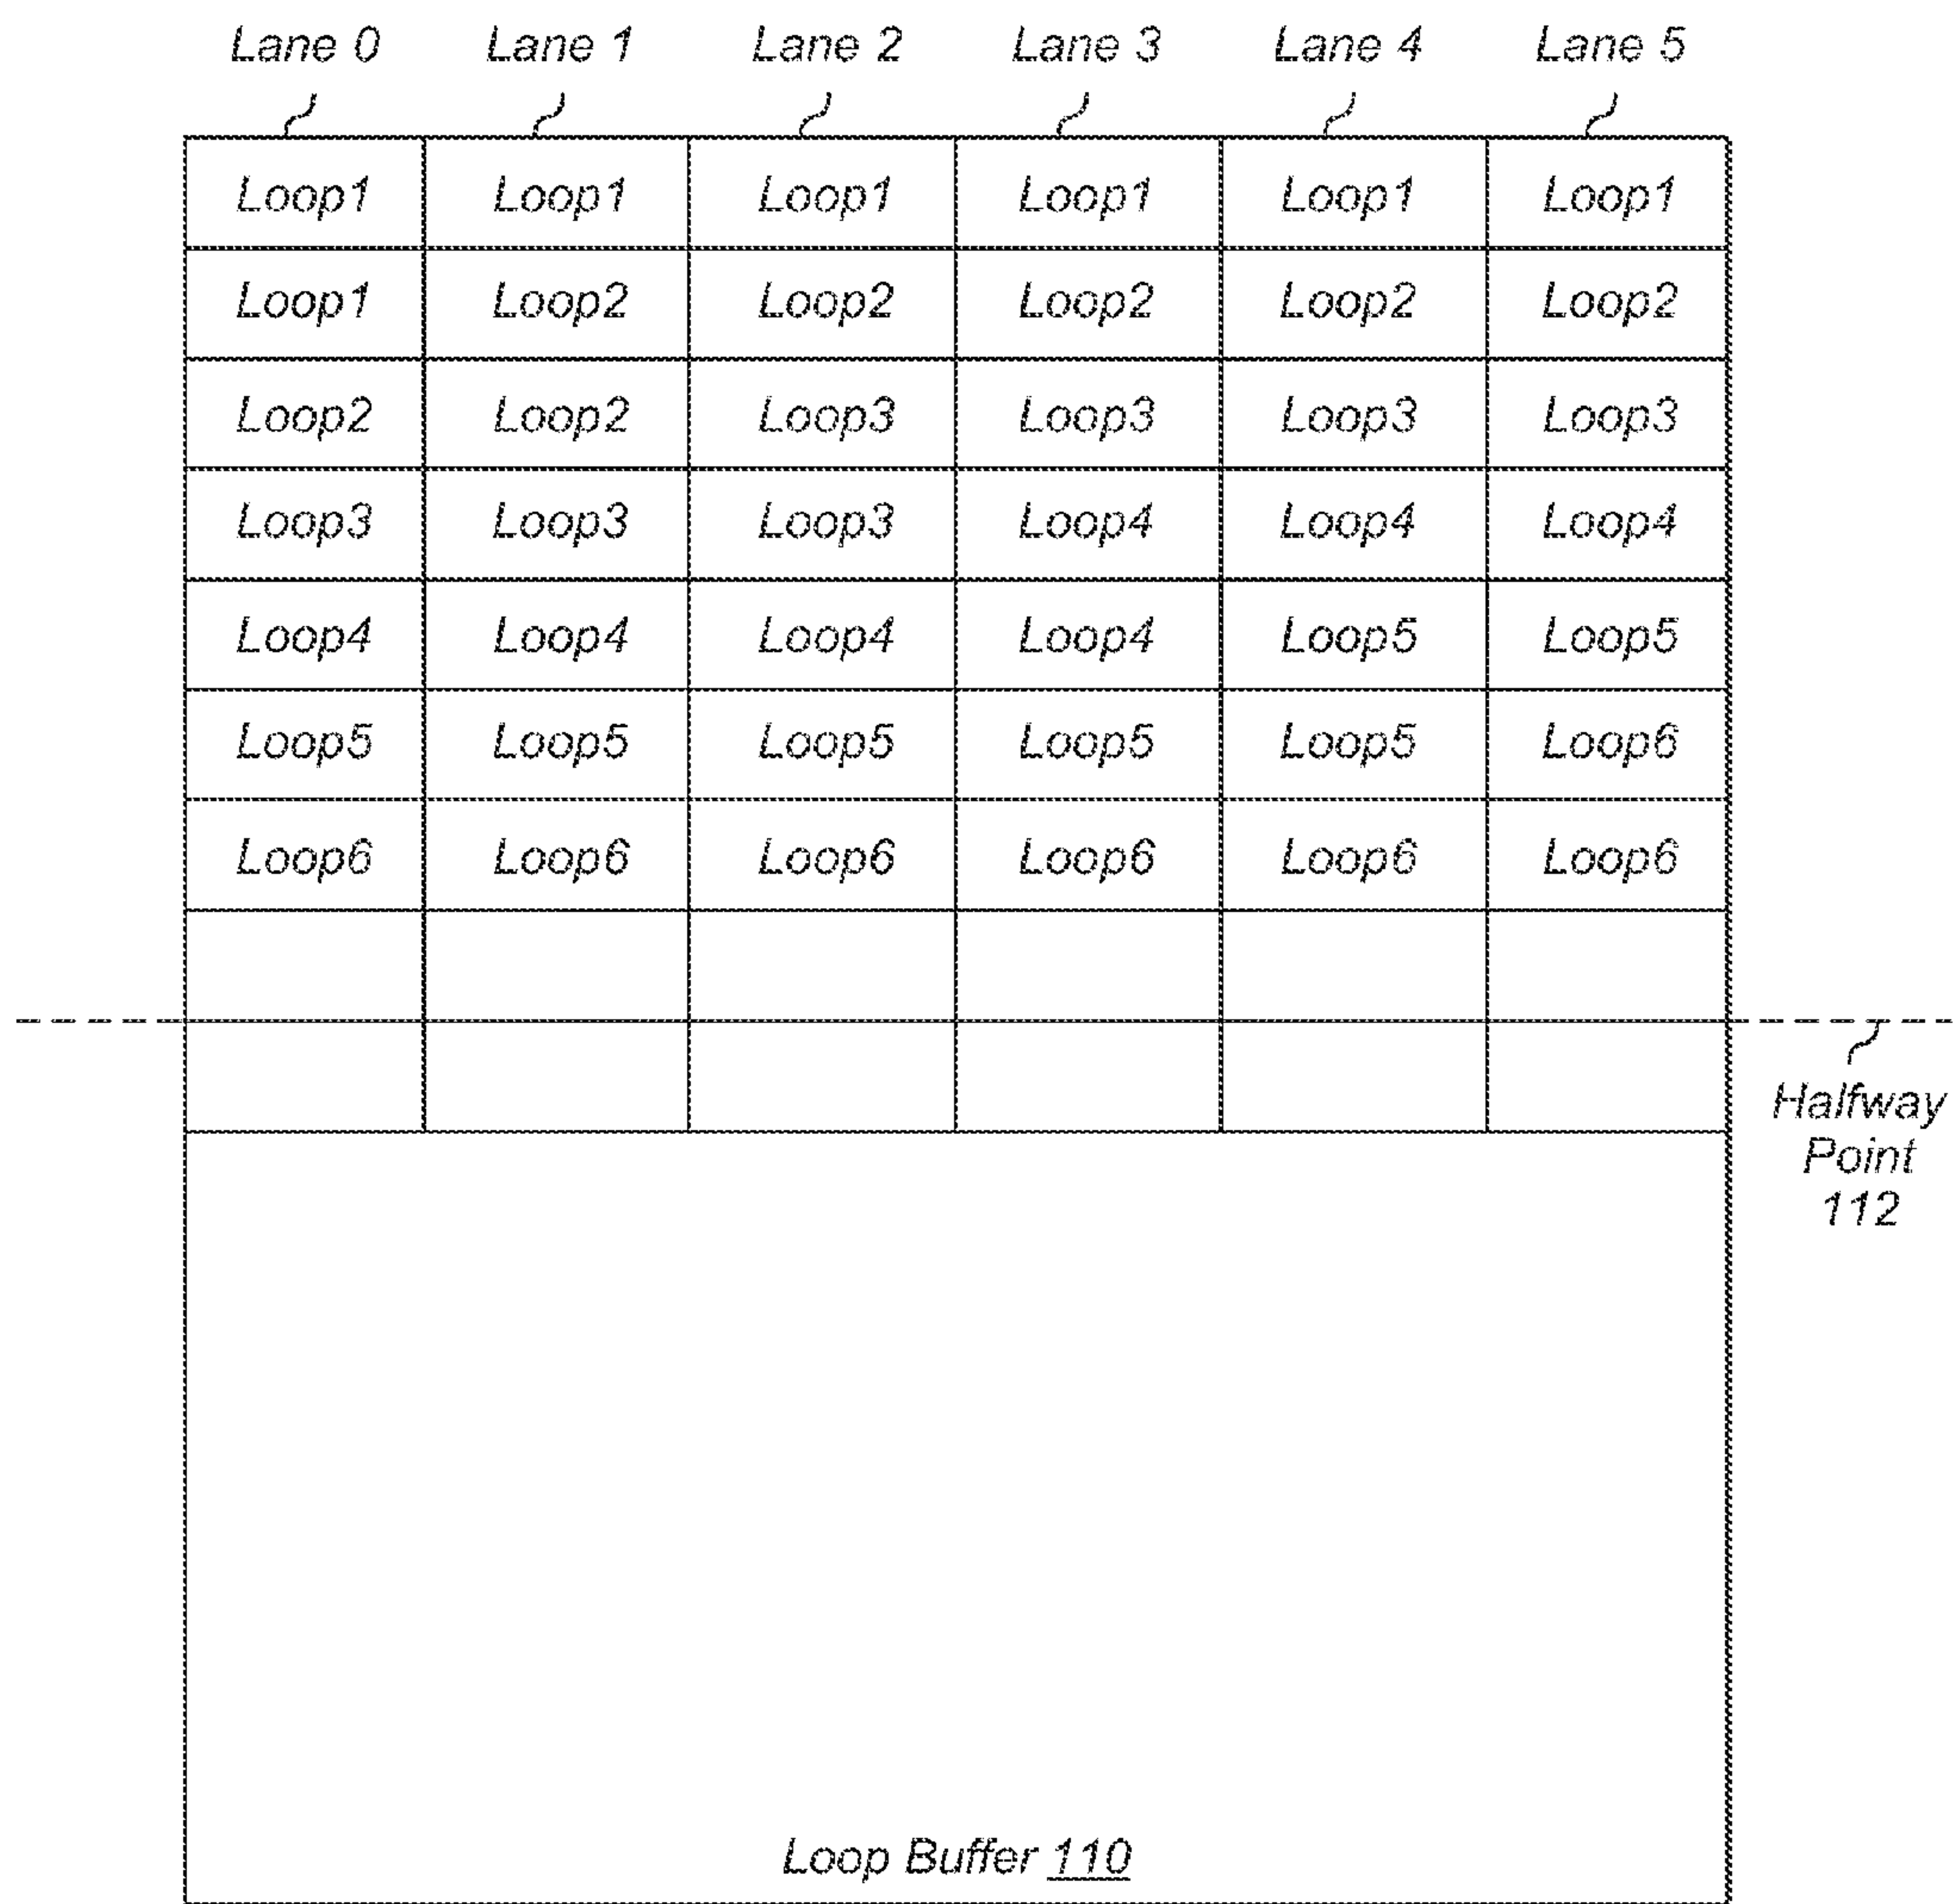 Lane 0 Lane 1 Lane 2 Lane 3 Lane 4 Lane 5
Loop1 Loop1 Loop1 Loop1 Loop1 Loop1
Loop1 Loop2 Loop2 Loop2 Loop2 Loop2
Loop2 Loop2 Loop3 Loop3 Loop3 Loop3
Loop3 Loop3 Loop3 Loop4 Loop4 Loop4
Loop4 Loop4 Loop4 Loop4 Loop5 Loop5
Loop5 Loop5 Loop5 Loop5 Loop5 Loop6
Loop6 Loop6 Loop6 Loop6 Loop6 Loop6
Halfway
Point
112
Loop Buffer 110